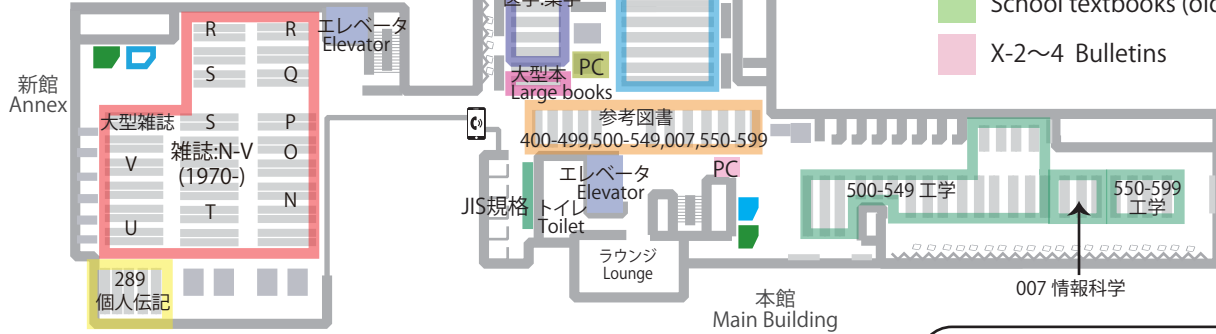 医学.薬学
School textbooks (old
X-2～4 Bulletins
エレベータ
Elevator
R
R
S
Q
大型雑誌
S
P
V
雑誌:N-V
(1970-)
O
N
T
U
新館
Annex
289
個人伝記
大型本
Large books
PC
参考図書
400-499,500-549,007,550-599
エレベータ
Elevator
PC
JIS規格
トイレ
Toilet
ラウンジ
Lounge
500-549 工学
550-599
工学
007 情報科学
本館
Main Building